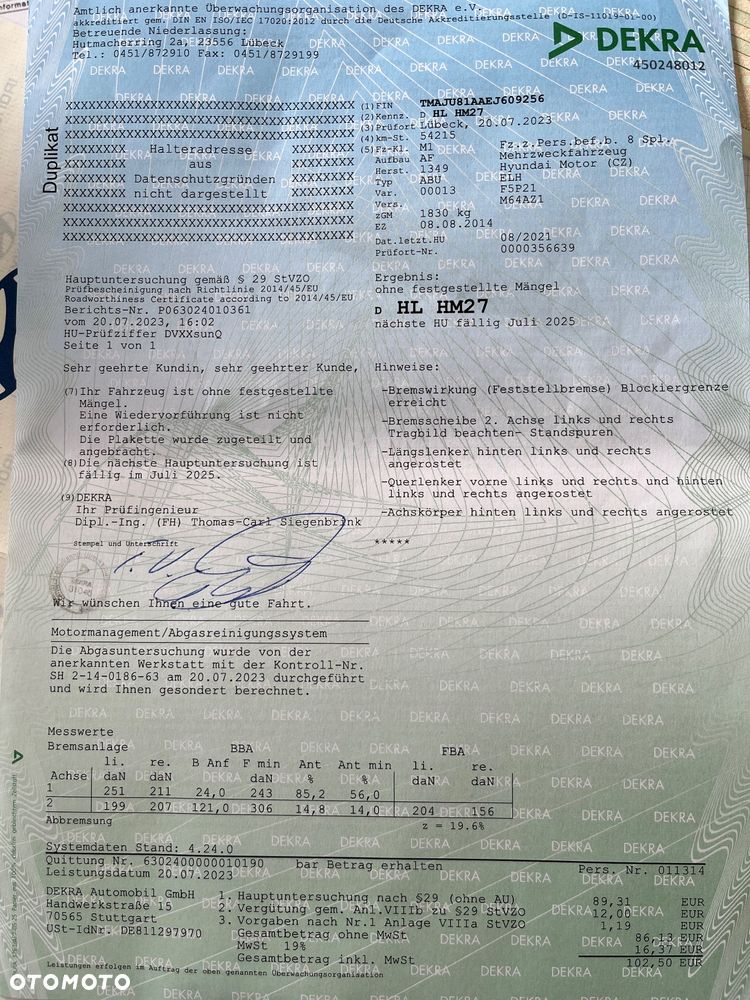 Amtlich anerkannte Überwachungsorganisation des DEKRA e.V.
akkreditiert gem. DIN EN ISO/IEC 17020:2012 durch die Deutsche Akkreditierungsstelle (D-IS-11019-01-00)
Betreuende Niederlassung:
Hutmacherring 2a, 23556 Lübeck
Tel.: 0451/872910 Fax: 0451/8729199
DEKRA
450248012
Duplikat
XXXXXXXXXXXXXXXXXXXXXXXXXXXXXXXXXXX
XXXXXXXXXXXXXXXXXXXXXXXXXXXXXXXXXXX
XXXXXXXXXXXXXXXXXXXXXXXXXXXXXXXXXXX
XXXXXXXX Halteradresse XXXXXXXX
XXXXXXXX aus XXXXXXXX
XXXXXXXX Datenschutzgründen XXXXXXXX
XXXXXXXX nicht dargestellt XXXXXXXX
XXXXXXXXXXXXXXXXXXXXXXXXXXXXXXXXXXX
XXXXXXXXXXXXXXXXXXXXXXXXXXXXXXXXXXX
XXXXXXXXXXXXXXXXXXXXXXXXXXXXXXXXXXX
(1) FIN TMAJU81AAEJ609256
(2) Kennz. D HL HM27
(3) Prüfort Lübeck, 20.07.2023
(4) km-St. 54215
(5) Fz-Kl. M1 Fz.z.Pers.bef.b. 8 Spl.
Aufbau AF Mehrzweckfahrzeug
Herst. 1349 Hyundai Motor (CZ)
Typ ABU ELH
Var. 00013 F5P21
Vers. M64AZ1
zGM 1830 kg
EZ 08.08.2014
Dat.letzt.HU 08/2021
Prüfort-Nr. 0000356639
Hauptuntersuchung gemäß § 29 StVZO
Prüfbescheinigung nach Richtlinie 2014/45/EU
Roadworthiness Certificate according to 2014/45/EU
Berichts-Nr. P063024010361
vom 20.07.2023, 16:02
HU-Prüfziffer DVXXsunQ
Seite 1 von 1
Ergebnis:
ohne festgestellte Mängel
D HL HM27
nächste HU fällig Juli 2025
Sehr geehrte Kundin, sehr geehrter Kunde,
(7) Ihr Fahrzeug ist ohne festgestellte
Mängel.
Eine Wiedervorführung ist nicht
erforderlich.
Die Plakette wurde zugeteilt und
angebracht.
(8) Die nächste Hauptuntersuchung ist
fällig im Juli 2025.
(9) DEKRA
Ihr Prüfingenieur
Dipl.-Ing. (FH) Thomas-Carl Siegenbrink
Stempel und Unterschrift
Wir wünschen Ihnen eine gute Fahrt.
Hinweise:
-Bremswirkung (Feststellbremse) Blockiergrenze
erreicht
-Bremsscheibe 2. Achse links und rechts
Tragbild beachten- Standspuren
-Längslenker hinten links und rechts
angerostet
-Querlenker vorne links und rechts und hinten
links und rechts angerostet
-Achskörper hinten links und rechts angerostet
*****
Motormanagement/Abgasreinigungssystem
Die Abgasuntersuchung wurde von der
anerkannten Werkstatt mit der Kontroll-Nr.
SH 2-14-0186-63 am 20.07.2023 durchgeführt
und wird Ihnen gesondert berechnet.
Messwerte
Bremsanlage BBA FBA
li. re. B Anf F min Ant Ant min li. re.
Achse daN daN daN % % daN daN
1 251 211 24,0 243 85,2 56,0
2 199 207 121,0 306 14,8 14,0 204 156
Abbremsung z = 19.6%
Systemdaten Stand: 4.24.0
Quittung Nr. 6302400000010190 bar Betrag erhalten Pers. Nr. 011314
Leistungsdatum 20.07.2023
DEKRA Automobil GmbH
Handwerkstraße 15
70565 Stuttgart
USt-IdNr. DE811297970
1. Hauptuntersuchung nach §29 (ohne AU) 89,31 EUR
2. Vergütung gem. Anl.VIIIb zu §29 StVZO 12,00 EUR
3. Vorgaben nach Nr.1 Anlage VIIIa StVZO 1,19 EUR
Gesamtbetrag ohne MwSt 86,13 EUR
MwSt 19% 16,37 EUR
Gesamtbetrag inkl. MwSt 102,50 EUR
Leistungen erfolgen im Auftrag der oben genannten Überwachungsorganisation
OTOMOTO